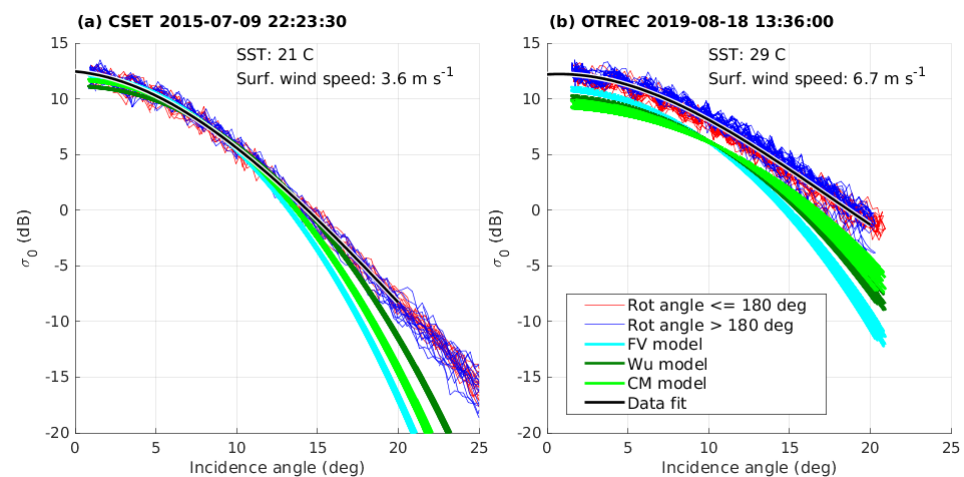 (a) CSET 2015-07-09 22:23:30
SST: 21 C
Surf. wind speed: 3.6 m s⁻¹
15
10
5
0
-5
-10
-15
-20
σ₀ (dB)
0
5
10
15
20
25
Incidence angle (deg)
(b) OTREC 2019-08-18 13:36:00
SST: 29 C
Surf. wind speed: 6.7 m s⁻¹
15
10
5
0
-5
-10
-15
-20
σ₀ (dB)
Rot angle <= 180 deg
Rot angle > 180 deg
FV model
Wu model
CM model
Data fit
0
5
10
15
20
25
Incidence angle (deg)